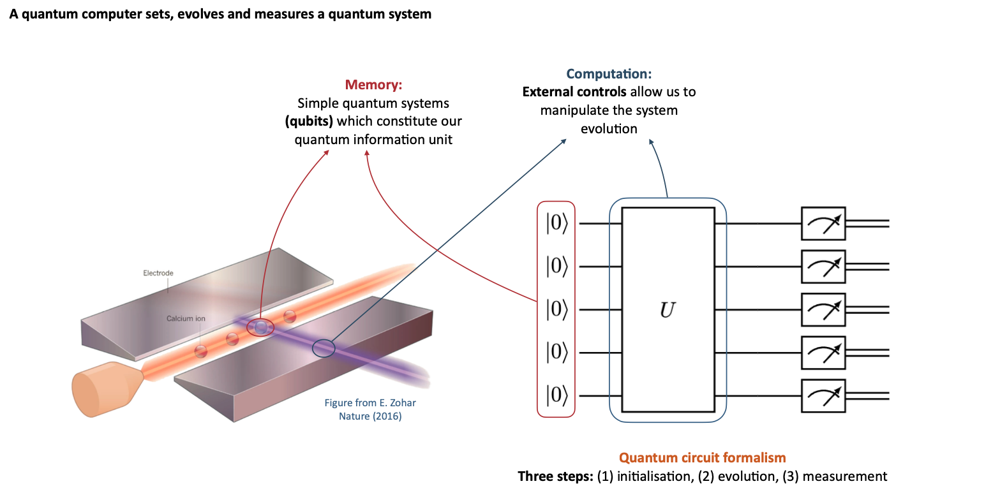 A quantum computer sets, evolves and measures a quantum system
Memory:
Simple quantum systems
(qubits) which constitute our
quantum information unit
Computation:
External controls allow us to
manipulate the system
evolution
Electrode
Calcium ion
Figure from E. Zohar
Nature (2016)
|0⟩
|0⟩
|0⟩
|0⟩
|0⟩
U
Quantum circuit formalism
Three steps: (1) initialisation, (2) evolution, (3) measurement